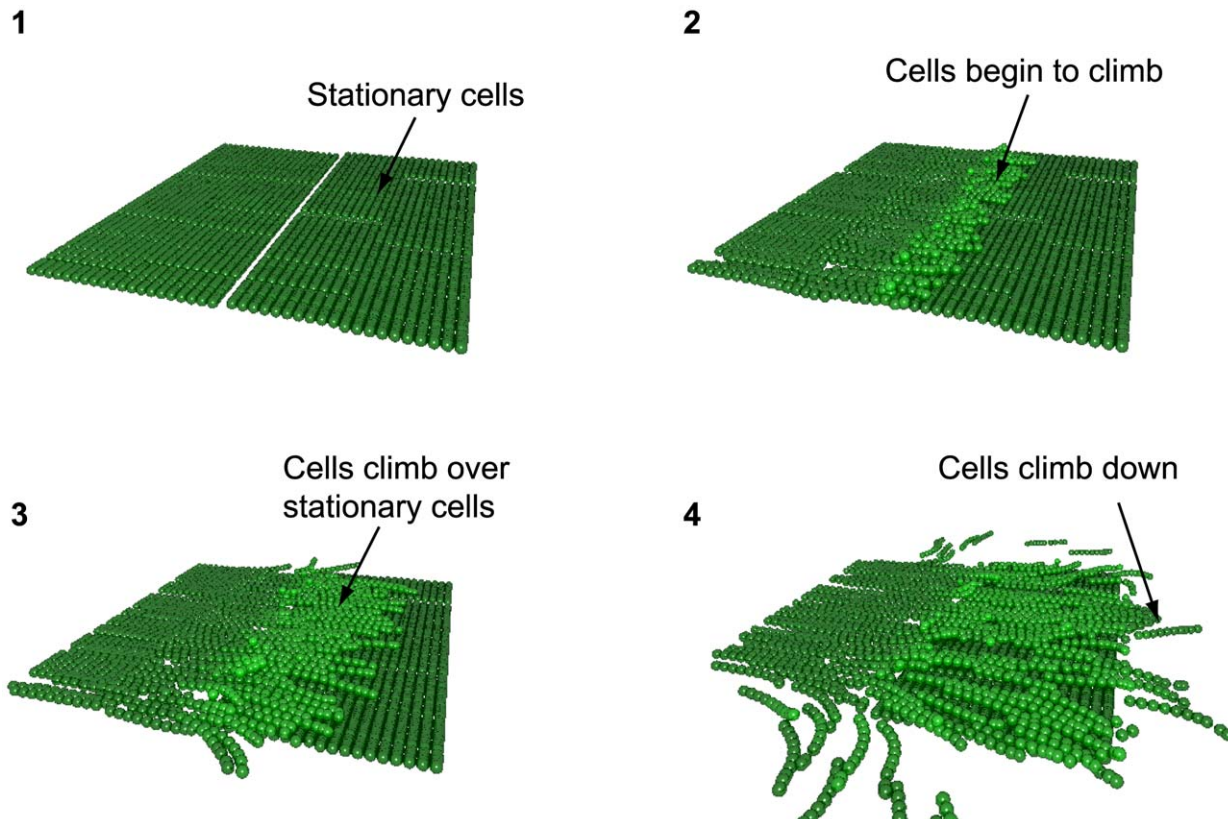 1
Stationary cells
2
Cells begin to climb
3
Cells climb over
stationary cells
4
Cells climb down